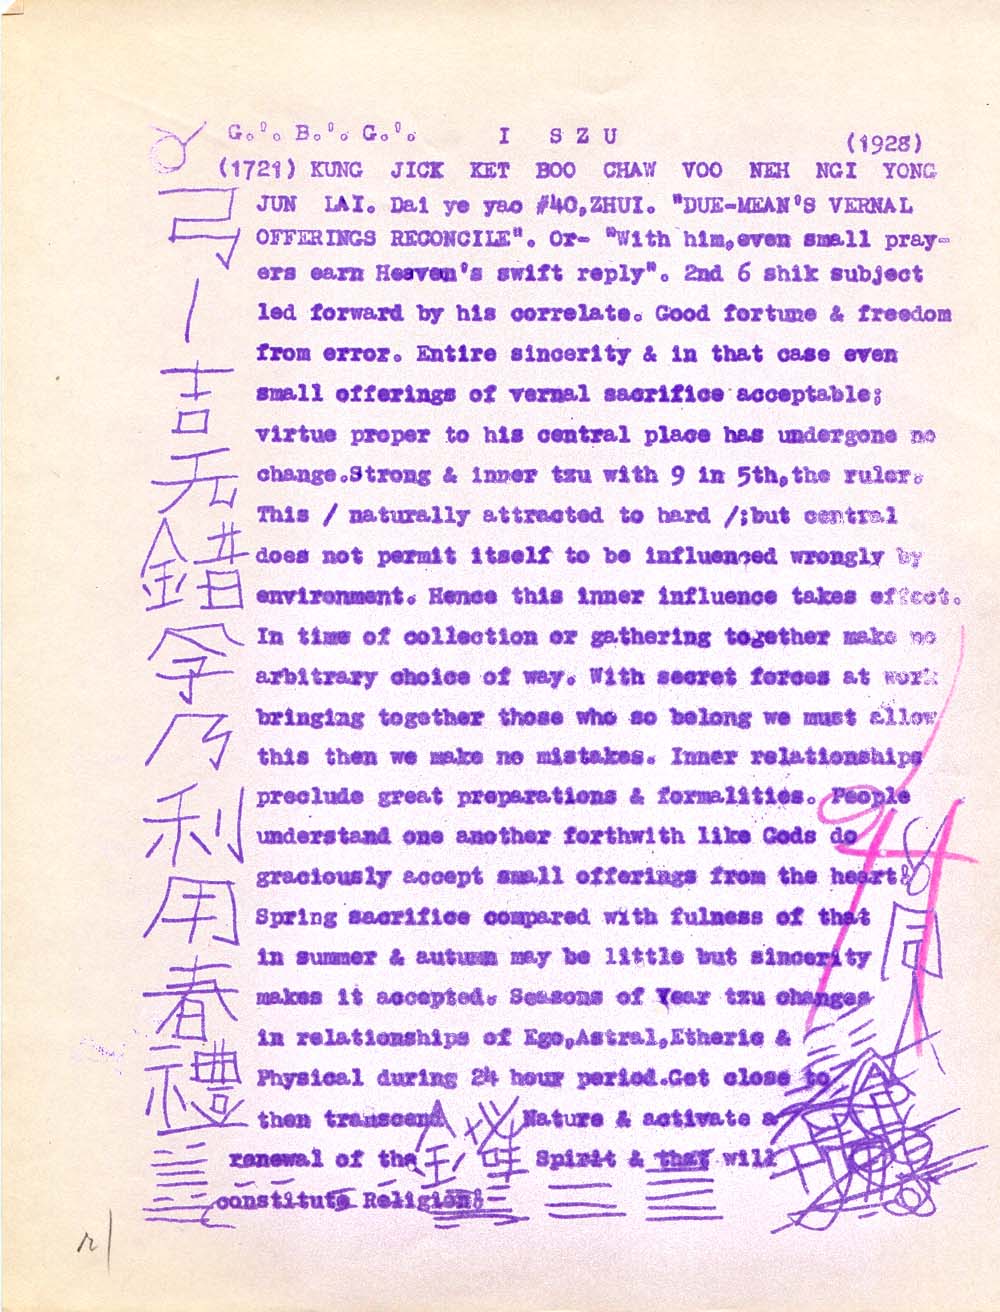 G.'. B.'. G.'. I SZU (1928)
(1721) KUNG JICK KET BOO CHAW VOO NEH NGI YONG
JUN LAI. Dai ye yao #40,ZHUI. "DUE-MEAN'S VERNAL
OFFERINGS RECONCILE". Or- "With him,even small pray-
ers earn Heaven's swift reply". 2nd 6 shik subject
led forward by his correlate. Good fortune & freedom
from error. Entire sincerity & in that case even
small offerings of vernal sacrifice acceptable;
virtue proper to his central place has undergone no
change.Strong & inner tzu with 9 in 5th,the ruler.
This / naturally attracted to hard /;but central
does not permit itself to be influenced wrongly by
environment. Hence this inner influence takes effect.
In time of collection or gathering together make no
arbitrary choice of way. With secret forces at work
bringing together those who so belong we must allow
this then we make no mistakes. Inner relationships
preclude great preparations & formalities. People
understand one another forthwith like Gods do
graciously accept small offerings from the heart;
Spring sacrifice compared with fulness of that
in summer & autumn may be little but sincerity
makes it accepted. Seasons of Year tzu changes
in relationships of Ego,Astral,Etheric &
Physical during 24 hour period.Get close to
then transcend Nature & activate a
renewal of the Spirit & that will
constitute Religion;
弓
丨
吉
无
錯
孚
乃
利
用
春
禮